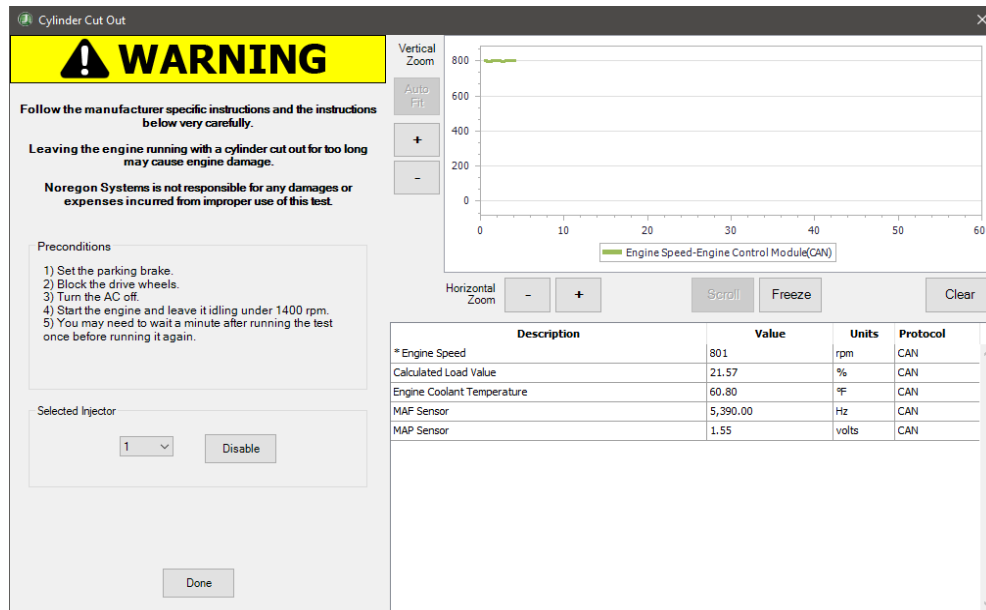 Cylinder Cut Out
WARNING
Follow the manufacturer specific instructions and the instructions
below very carefully.
Leaving the engine running with a cylinder cut out for too long
may cause engine damage.
Noregon Systems is not responsible for any damages or
expenses incurred from improper use of this test.
Preconditions
1) Set the parking brake.
2) Block the drive wheels.
3) Turn the AC off.
4) Start the engine and leave it idling under 1400 rpm.
5) You may need to wait a minute after running the test
once before running it again.
Selected Injector
1
Disable
Done
Vertical
Zoom
Auto
Fit
+
-
800
600
400
200
0
0 10 20 30 40 50 60
Engine Speed-Engine Control Module(CAN)
Horizontal
Zoom
-
+
Scroll
Freeze
Clear
Description Value Units Protocol
* Engine Speed 801 rpm CAN
Calculated Load Value 21.57 % CAN
Engine Coolant Temperature 60.80 ºF CAN
MAF Sensor 5,390.00 Hz CAN
MAP Sensor 1.55 volts CAN